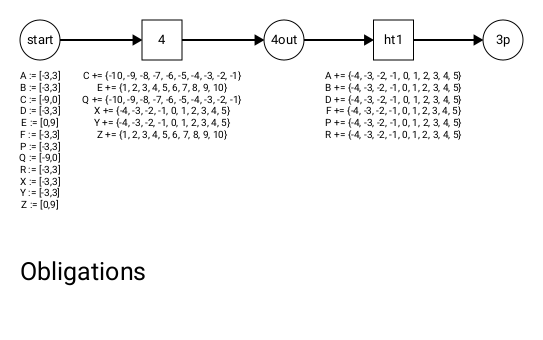 start 4 4out ht1 3p
A := [-3,3]
B := [-3,3]
C := [-9,0]
D := [-3,3]
E := [0,9]
F := [-3,3]
P := [-3,3]
Q := [-9,0]
R := [-3,3]
X := [-3,3]
Y := [-3,3]
Z := [0,9]
C += {-10, -9, -8, -7, -6, -5, -4, -3, -2, -1}
E += {1, 2, 3, 4, 5, 6, 7, 8, 9, 10}
Q += {-10, -9, -8, -7, -6, -5, -4, -3, -2, -1}
X += {-4, -3, -2, -1, 0, 1, 2, 3, 4, 5}
Y += {-4, -3, -2, -1, 0, 1, 2, 3, 4, 5}
Z += {1, 2, 3, 4, 5, 6, 7, 8, 9, 10}
A += {-4, -3, -2, -1, 0, 1, 2, 3, 4, 5}
B += {-4, -3, -2, -1, 0, 1, 2, 3, 4, 5}
D += {-4, -3, -2, -1, 0, 1, 2, 3, 4, 5}
F += {-4, -3, -2, -1, 0, 1, 2, 3, 4, 5}
P += {-4, -3, -2, -1, 0, 1, 2, 3, 4, 5}
R += {-4, -3, -2, -1, 0, 1, 2, 3, 4, 5}
Obligations